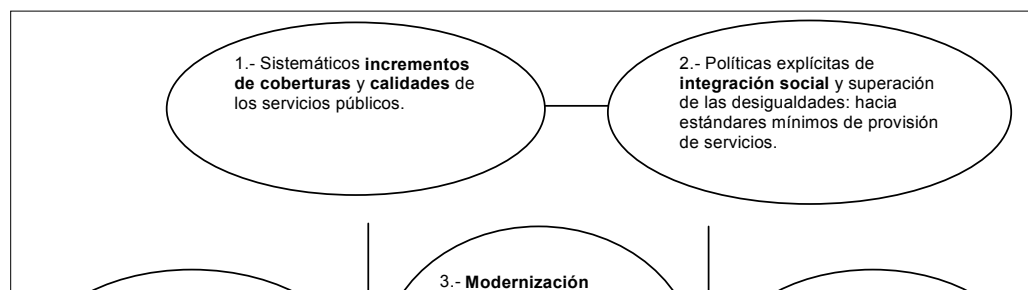 1.- Sistemáticos incrementos
de coberturas y calidades de
los servicios públicos.
2.- Políticas explícitas de
integración social y superación
de las desigualdades: hacia
estándares mínimos de provisión
de servicios.
3.- Modernización